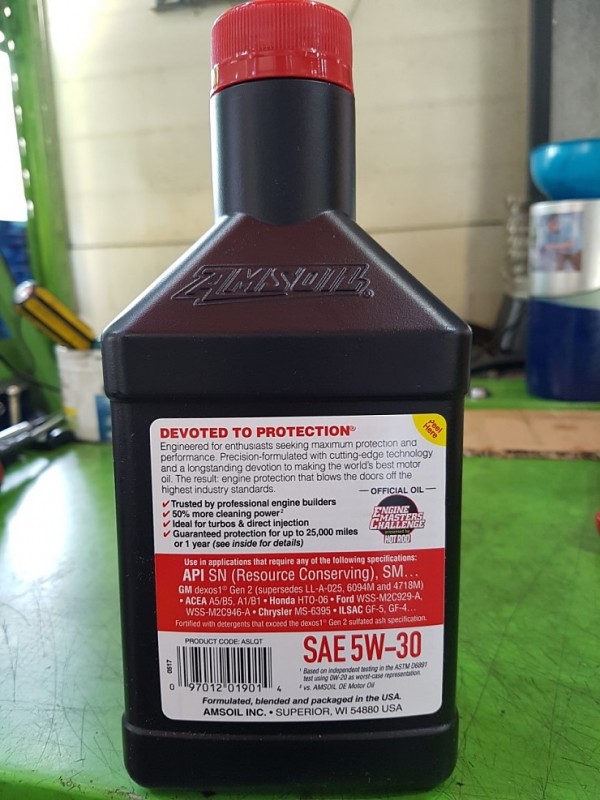 AMSOIL®
DEVOTED TO PROTECTION®
Peel
Here
Engineered for enthusiasts seeking maximum protection and
performance. Precision-formulated with cutting-edge technology
and a longstanding devotion to making the world's best motor
oil. The result: engine protection that blows the doors off the
highest industry standards.
✓ Trusted by professional engine builders
✓ 50% more cleaning power²
✓ Ideal for turbos & direct injection
✓ Guaranteed protection for up to 25,000 miles
or 1 year (see inside for details)
— OFFICIAL OIL —
ENGINE
MASTERS
CHALLENGE
presented by
HOT ROD
Use in applications that require any of the following specifications:
API SN (Resource Conserving), SM...
GM dexos1® Gen 2 (supersedes LL-A-025, 6094M and 4718M)
• ACEA A5/B5, A1/B1 • Honda HTO-06 • Ford WSS-M2C929-A,
WSS-M2C946-A • Chrysler MS-6395 • ILSAC GF-5, GF-4...
Fortified with detergents that exceed the dexos1® Gen 2 sulfated ash specification.
PRODUCT CODE: ASLQT
0517
0 97012 01901 4
SAE 5W-30
¹ Based on independent testing in the ASTM D6891
test using 0W-20 as worst-case representation.
² vs. AMSOIL OE Motor Oil
Formulated, blended and packaged in the USA.
AMSOIL INC. • SUPERIOR, WI 54880 USA